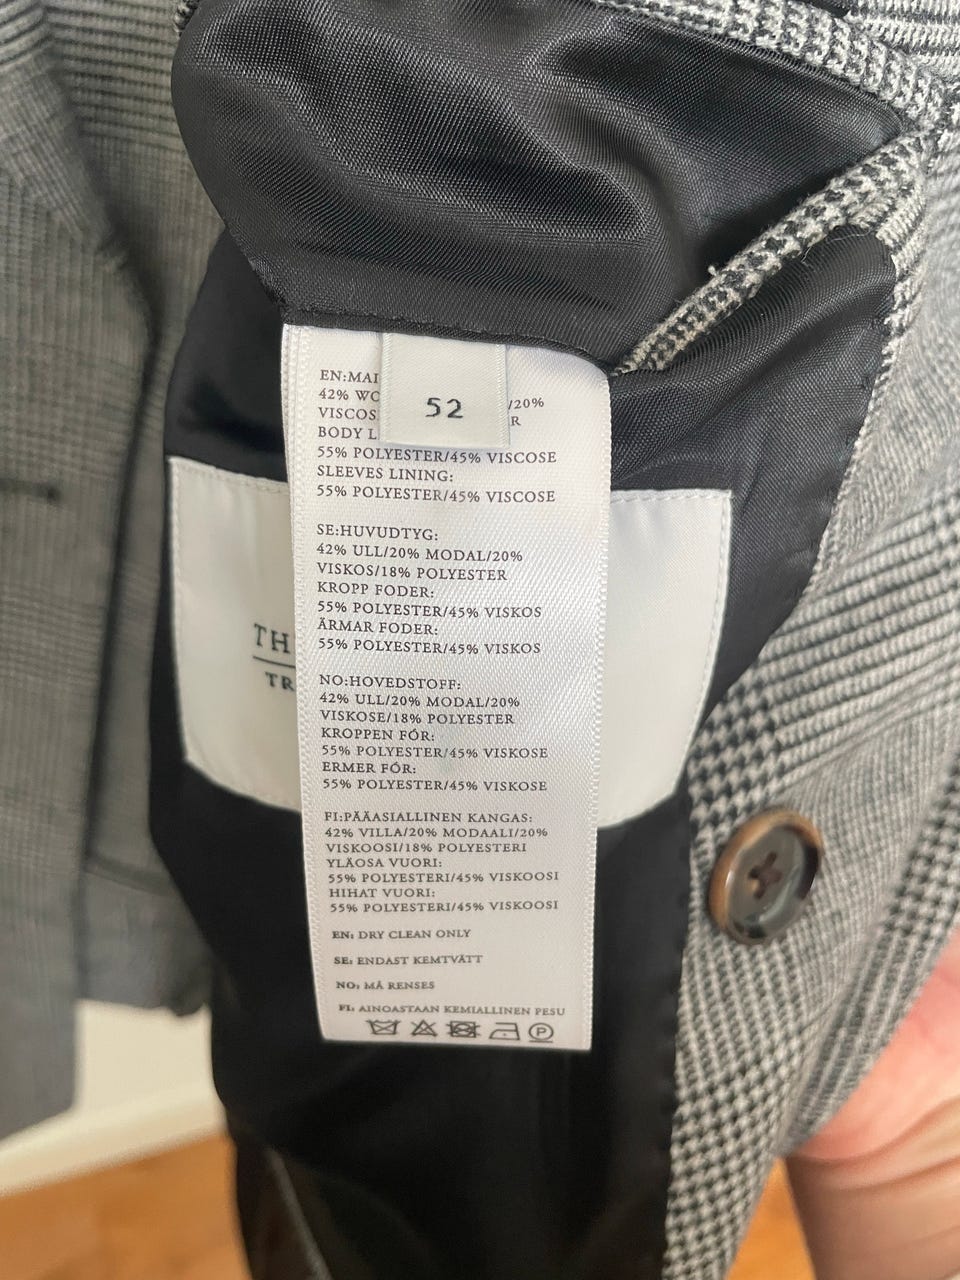 EN:MAI
42% WO /20%
VISCOS R
BODY L
52
55% POLYESTER/45% VISCOSE
SLEEVES LINING:
55% POLYESTER/45% VISCOSE
SE:HUVUDTYG:
42% ULL/20% MODAL/20%
VISKOS/18% POLYESTER
KROPP FODER:
55% POLYESTER/45% VISKOS
ÄRMAR FODER:
55% POLYESTER/45% VISKOS
NO:HOVEDSTOFF:
42% ULL/20% MODAL/20%
VISKOSE/18% POLYESTER
KROPPEN FÓR:
55% POLYESTER/45% VISKOSE
ERMER FÓR:
55% POLYESTER/45% VISKOSE
FI:PÄÄASIALLINEN KANGAS:
42% VILLA/20% MODAALI/20%
VISKOOSI/18% POLYESTERI
YLÄOSA VUORI:
55% POLYESTERI/45% VISKOOSI
HIHAT VUORI:
55% POLYESTERI/45% VISKOOSI
EN: DRY CLEAN ONLY
SE: ENDAST KEMTVÄTT
NO: MÅ RENSES
FI: AINOASTAAN KEMIALLINEN PESU
P
TH
TR